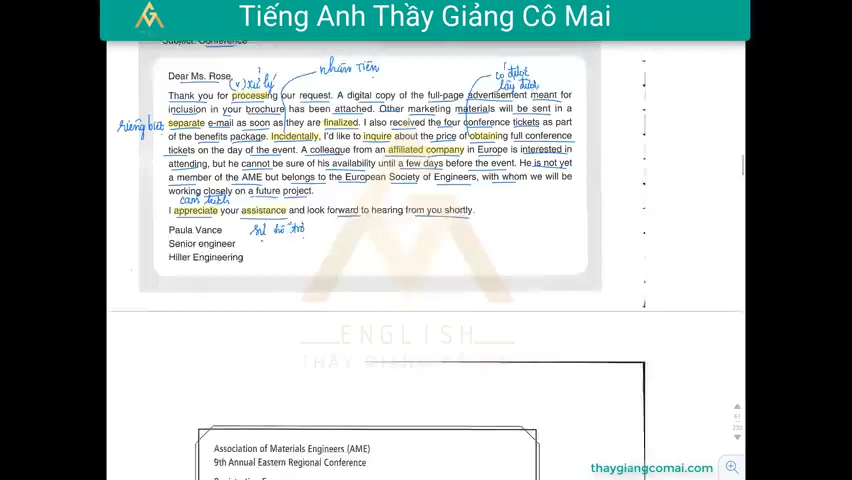 Tiếng Anh Thầy Giảng Cô Mai
Subject: Conference
Dear Ms. Rose,
(v) xử lý
nhân tiện
có được
lấy được
Thank you for processing our request. A digital copy of the full-page advertisement meant for
inclusion in your brochure has been attached. Other marketing materials will be sent in a
riêng biệt
separate e-mail as soon as they are finalized. I also received the four conference tickets as part
of the benefits package. Incidentally, I'd like to inquire about the price of obtaining full conference
tickets on the day of the event. A colleague from an affiliated company in Europe is interested in
attending, but he cannot be sure of his availability until a few days before the event. He is not yet
a member of the AME but belongs to the European Society of Engineers, with whom we will be
working closely on a future project.
cảm kích
I appreciate your assistance and look forward to hearing from you shortly.
Paula Vance
sự hỗ trợ
Senior engineer
Hiller Engineering
ENGLISH
Association of Materials Engineers (AME)
9th Annual Eastern Regional Conference
thaygiangcomai.com